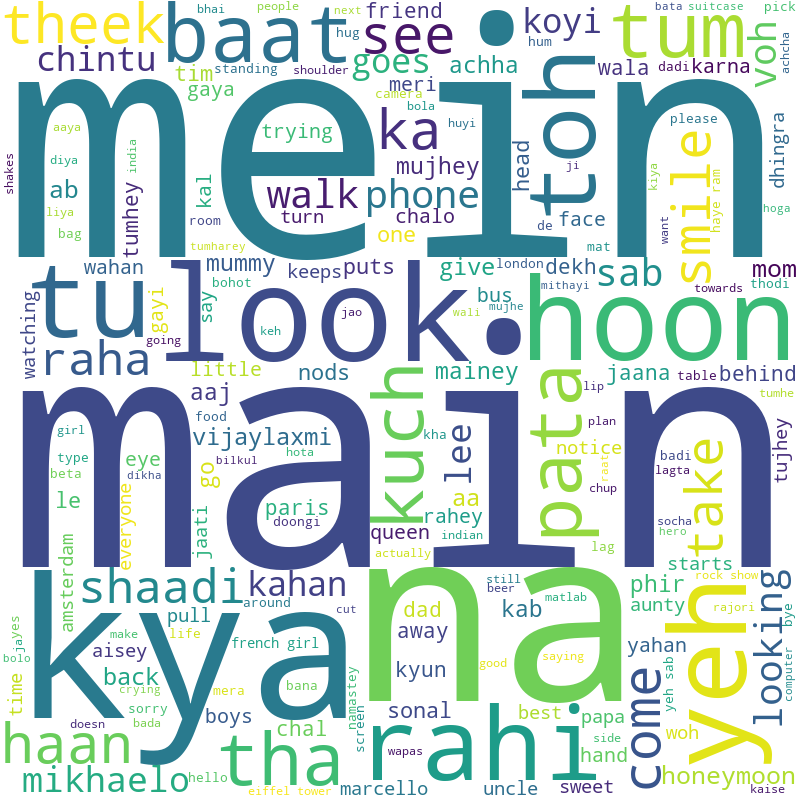 theek
baat
bhai
people
hug
friend
next
see
koyi
tum
bata
suitcase
pick
voh
achcha
chintu
tim
standing
shoulder
goes
achha
hum
wala
dadi
karna
gaya
camera
meri
bola
mein
shakes
aaya
diya
india
liya
bag
ab
tumhey
kal
trying
ka
huyi
mujhey
toh
head
ji
please
kiya
smile
haye ram
dhingra
hoga
walk
phone
turn
chalo
room
tumharey
one
de
face
mat
want
wahan
mummy
bohot
keeps
puts
give
london
mithayi
dekh
sab
towards
mom
thodi
watching
tu
going
gayi
say
look
keh
jao
wali
bus
mujhe
hoon
raha
little
nods
mainey
lip
jaana
table
behind
tumhe
aaj
food
kuch
pata
plan
main
girl
type
beta
dikha
eye
vijaylaxmi
go
bilkul
hota
kha
lee
notice
chup
raat
badi
lagta
take
tujhey
le
everyone
jaati
paris
doongi
queen
aa
rahey
indian
lag
socha
hero
starts
amsterdam
actually
shaadi
kahan
around
still
beer
matlab
cut
kya
na
kab
phir
aunty
rock show
rajori
looking
bye
yes
ja
bolo
time
make
aisey
pull
life
french girl
dad
away
good
saying
yahan
yeh sab
yeh
computer
back
crying
sorry
mera
bana
kyun
come
doesn
bada
boys
chal
namastey
screen
sonal
best
papa
side
woh
haan
tha
wapas
rahi
hand
honeymoon
mikhaelo
hello
eiffel tower
marcello
uncle
sweet
kaise